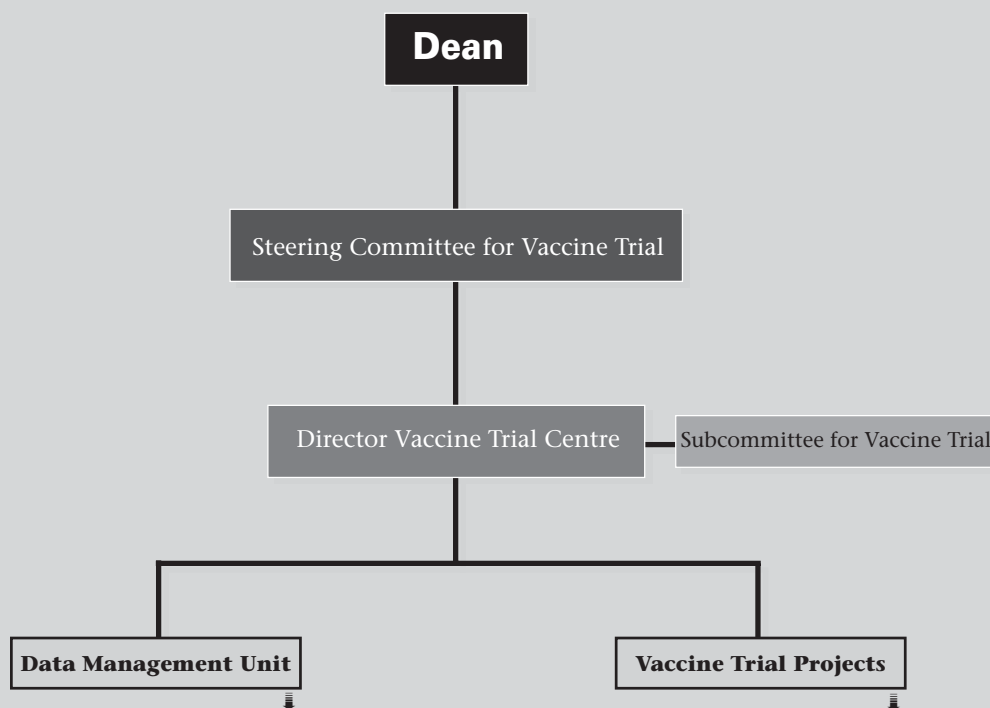 Dean
Steering Committee for Vaccine Trial
Director Vaccine Trial Centre
Subcommittee for Vaccine Trial
Data Management Unit
Vaccine Trial Projects